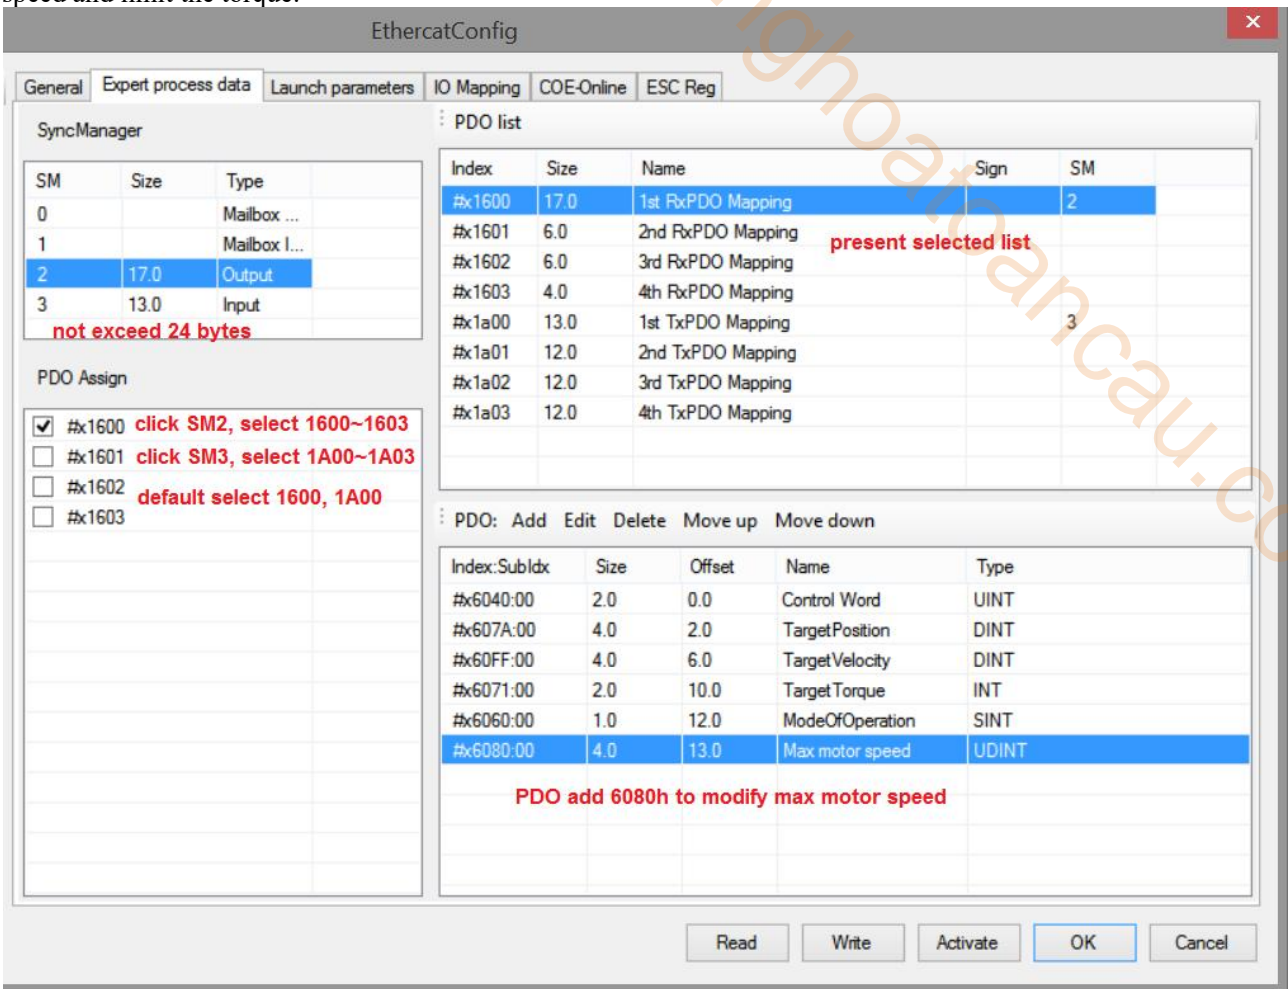 speed and limit the torque.
EthercatConfig
General Expert process data Launch parameters IO Mapping COE-Online ESC Reg
SyncManager
SM Size Type
0 Mailbox ...
1 Mailbox I...
2 17.0 Output
3 13.0 Input
not exceed 24 bytes
PDO Assign
#x1600 click SM2, select 1600~1603
#x1601 click SM3, select 1A00~1A03
#x1602 default select 1600, 1A00
#x1603
PDO list
Index Size Name Sign SM
#x1600 17.0 1st RxPDO Mapping 2
#x1601 6.0 2nd RxPDO Mapping
present selected list
#x1602 6.0 3rd RxPDO Mapping
#x1603 4.0 4th RxPDO Mapping
#x1a00 13.0 1st TxPDO Mapping 3
#x1a01 12.0 2nd TxPDO Mapping
#x1a02 12.0 3rd TxPDO Mapping
#x1a03 12.0 4th TxPDO Mapping
PDO: Add Edit Delete Move up Move down
Index:SubIdx Size Offset Name Type
#x6040:00 2.0 0.0 Control Word UINT
#x607A:00 4.0 2.0 TargetPosition DINT
#x60FF:00 4.0 6.0 TargetVelocity DINT
#x6071:00 2.0 10.0 TargetTorque INT
#x6060:00 1.0 12.0 ModeOfOperation SINT
#x6080:00 4.0 13.0 Max motor speed UDINT
PDO add 6080h to modify max motor speed
Read Write Activate OK Cancel
nghoatoancau.co